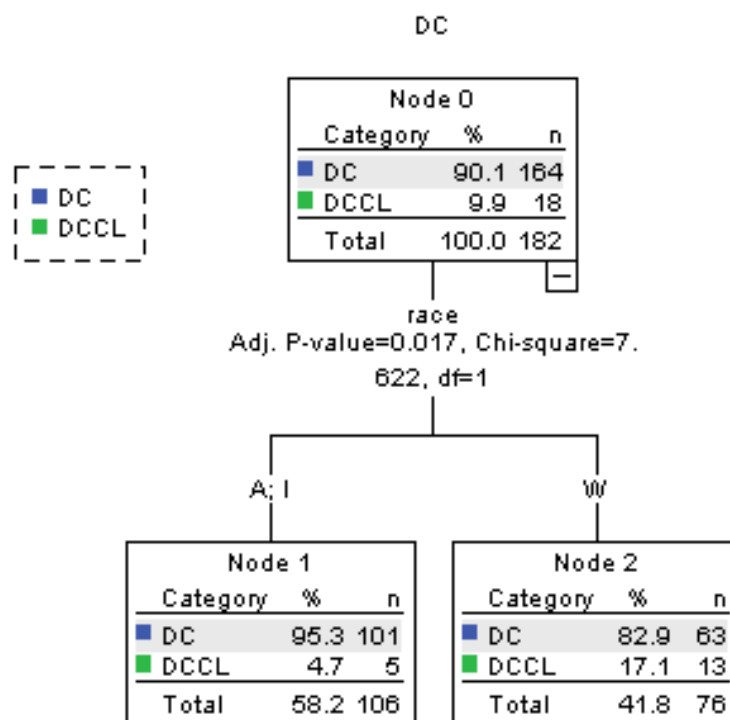 DC
DC
DCCL
Node 0
Category % n
DC 90.1 164
DCCL 9.9 18
Total 100.0 182
race
Adj. P-value=0.017, Chi-square=7.
622, df=1
A; I
W
Node 1
Category % n
DC 95.3 101
DCCL 4.7 5
Total 58.2 106
Node 2
Category % n
DC 82.9 63
DCCL 17.1 13
Total 41.8 76